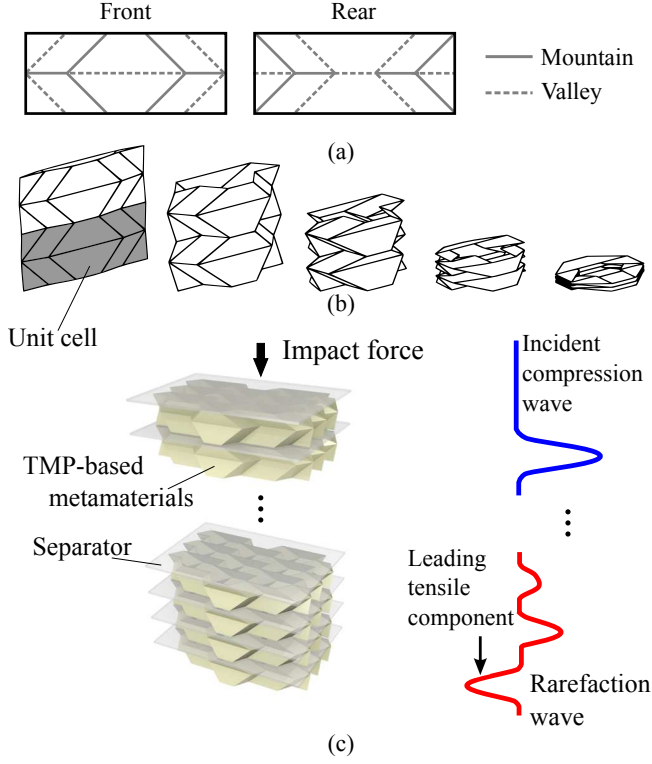 Front
Rear
Mountain
Valley
(a)
(b)
Unit cell
Impact force
Incident
compression
wave
TMP-based
metamaterials
Separator
Leading
tensile
component
Rarefaction
wave
(c)